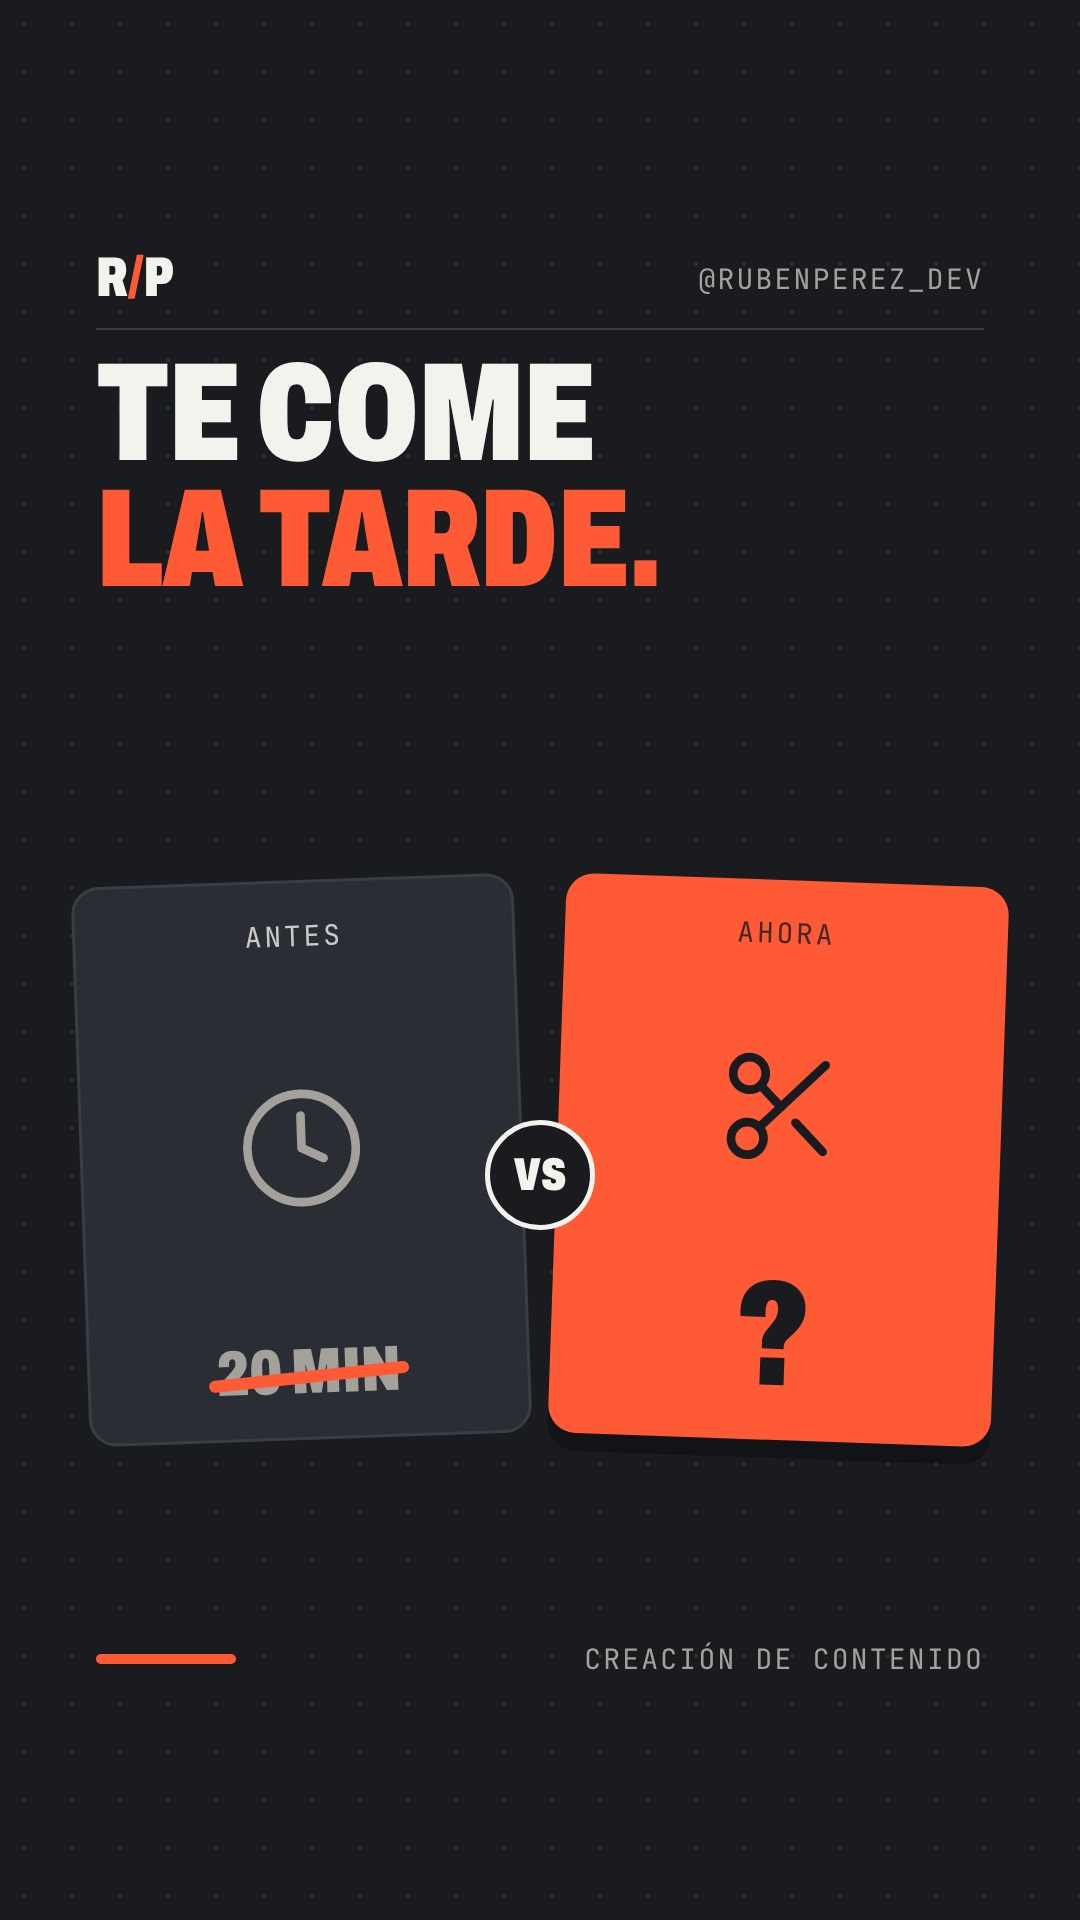 R/P
@RUBENPEREZ_DEV
TE COME
LA TARDE.
ANTES
20 MIN
VS
AHORA
?
CREACIÓN DE CONTENIDO